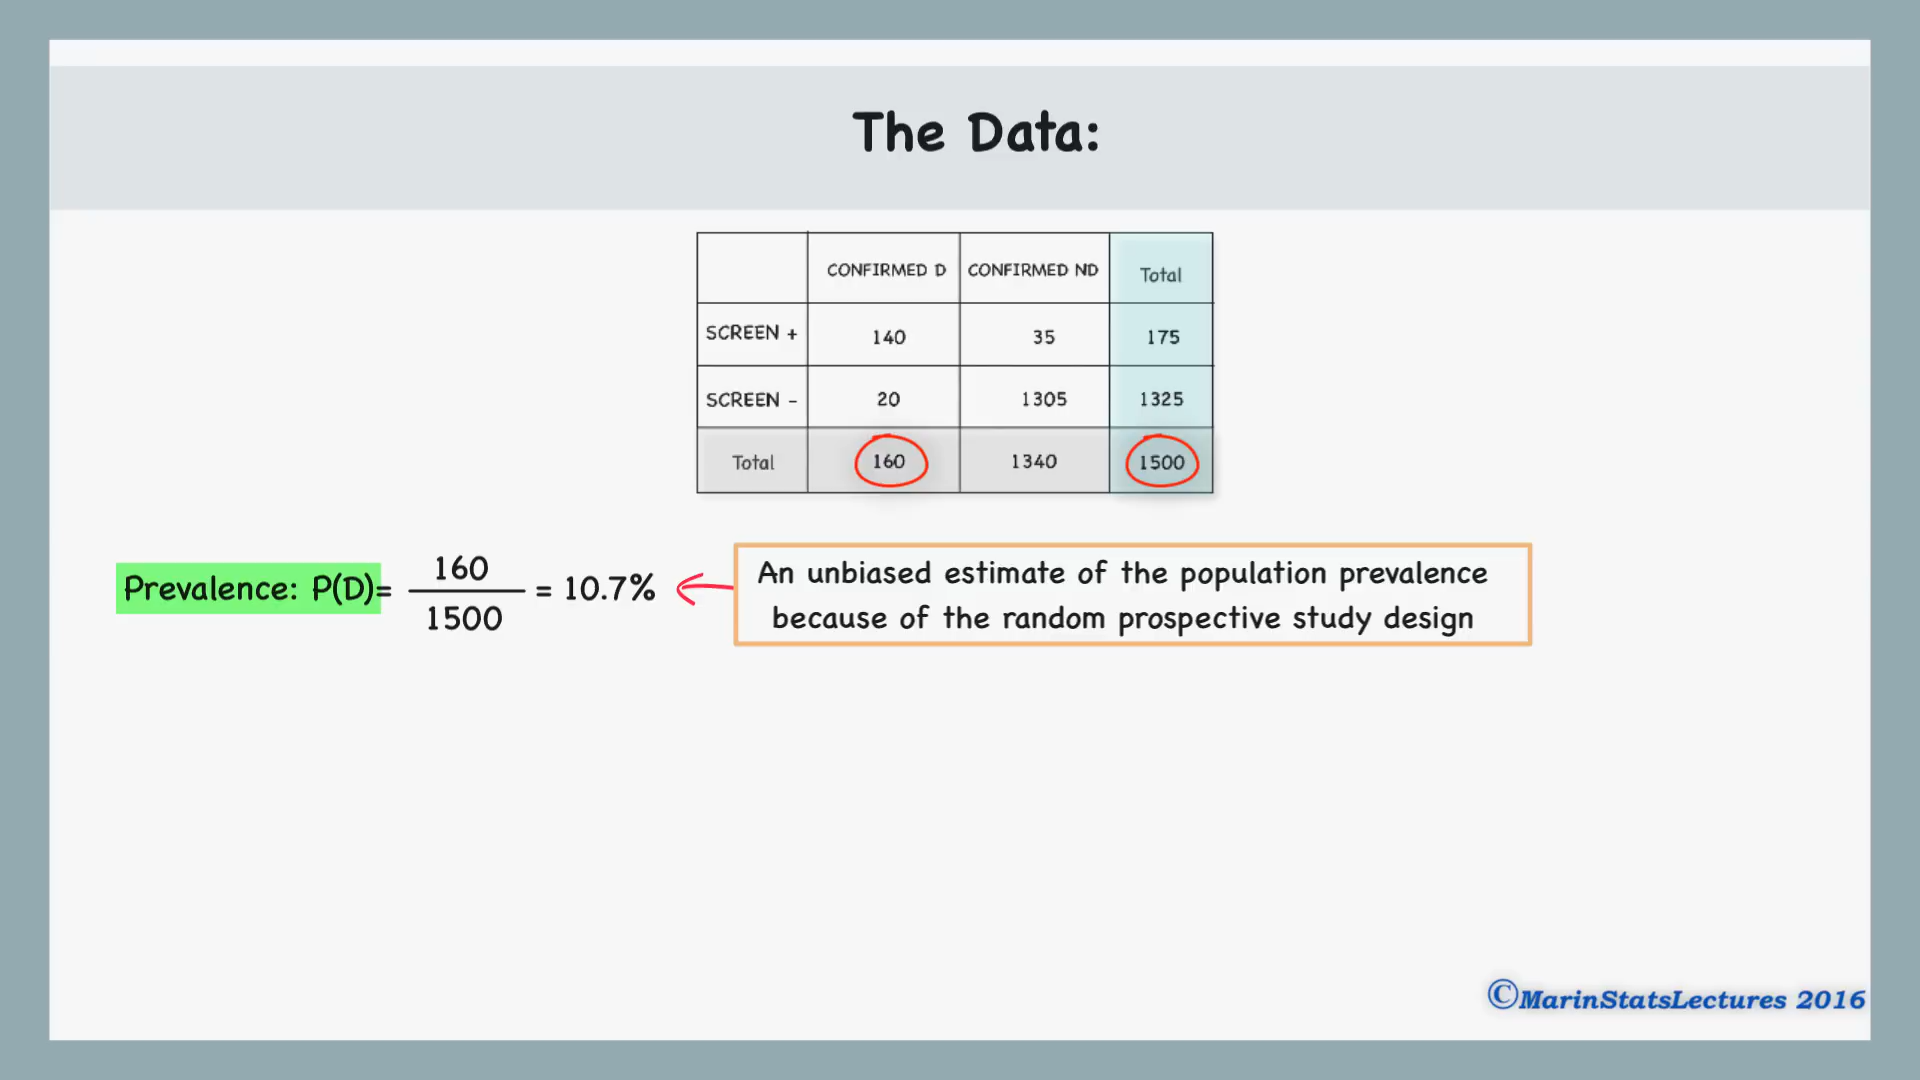 The Data:
CONFIRMED D CONFIRMED ND Total
SCREEN + 140 35 175
SCREEN - 20 1305 1325
Total 160 1340 1500
Prevalence: P(D)= 160/1500 = 10.7%
An unbiased estimate of the population prevalence
because of the random prospective study design
©MarinStatsLectures 2016